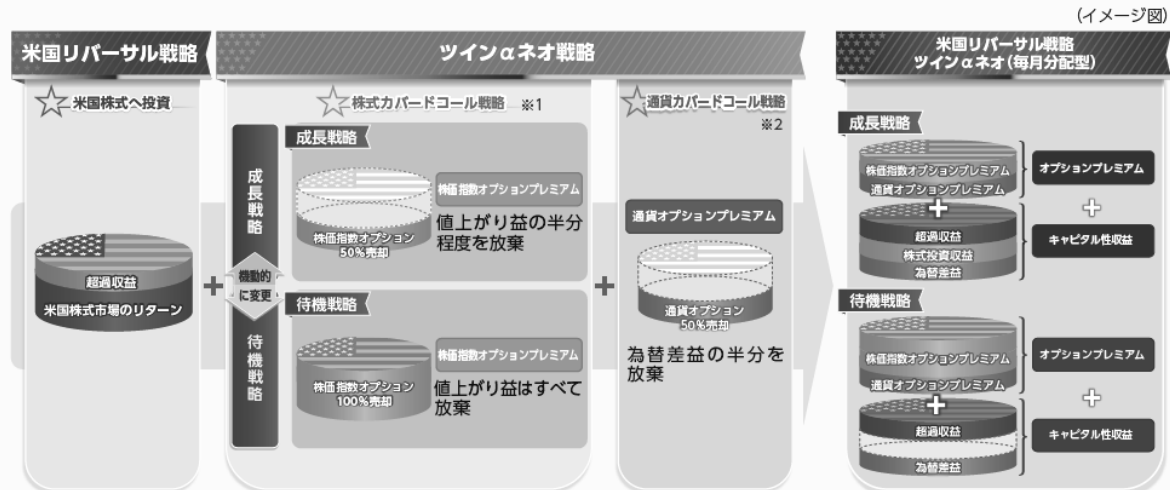 (イメージ図)
米国リバーサル戦略
ツインαネオ戦略
米国リバーサル戦略
ツインαネオ(毎月分配型)
米国株式へ投資
超過収益
米国株式市場のリターン
+
株式カバードコール戦略 ※1
成長戦略
機動的
に変更
待機戦略
成長戦略
株価指数オプション
50%売却
株価指数オプションプレミアム
値上がり益の半分
程度を放棄
待機戦略
株価指数オプション
100%売却
株価指数オプションプレミアム
値上がり益はすべて
放棄
+
通貨カバードコール戦略
※2
通貨オプションプレミアム
通貨オプション
50%売却
為替差益の半分を
放棄
成長戦略
株価指数オプションプレミアム
通貨オプションプレミアム
+
超過収益
株式投資収益
為替差益
オプションプレミアム
+
キャピタル性収益
待機戦略
株価指数オプションプレミアム
通貨オプションプレミアム
+
超過収益
為替差益
オプションプレミアム
+
キャピタル性収益